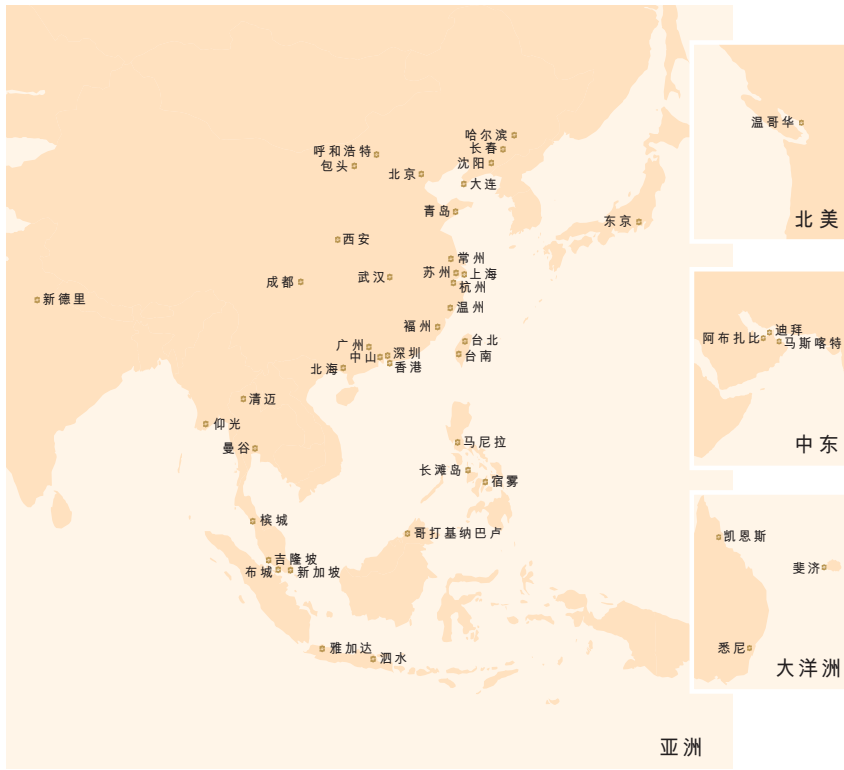 哈尔滨
长春
呼和浩特
沈阳
包头
北京
大连
青岛
东京
西安
常州
苏州
上海
武汉
成都
杭州
新德里
温州
福州
台北
广州
深圳
中山
台南
香港
北海
清迈
仰光
曼谷
马尼拉
长滩岛
宿雾
槟城
哥打基纳巴卢
吉隆坡
布城
新加坡
雅加达
泗水
亚洲
温哥华
北美
迪拜
阿布扎比
马斯喀特
中东
凯恩斯
斐济
悉尼
大洋洲